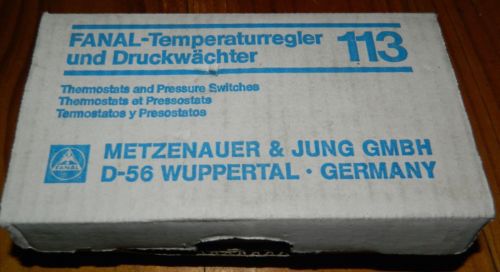 FANAL-Temperaturregler
und Druckwächter
113
Thermostats and Pressure Switches
Thermostats et Pressostats
Termostatos y Presostatos
FANAL
METZENAUER & JUNG GMBH
D-56 WUPPERTAL · GERMANY